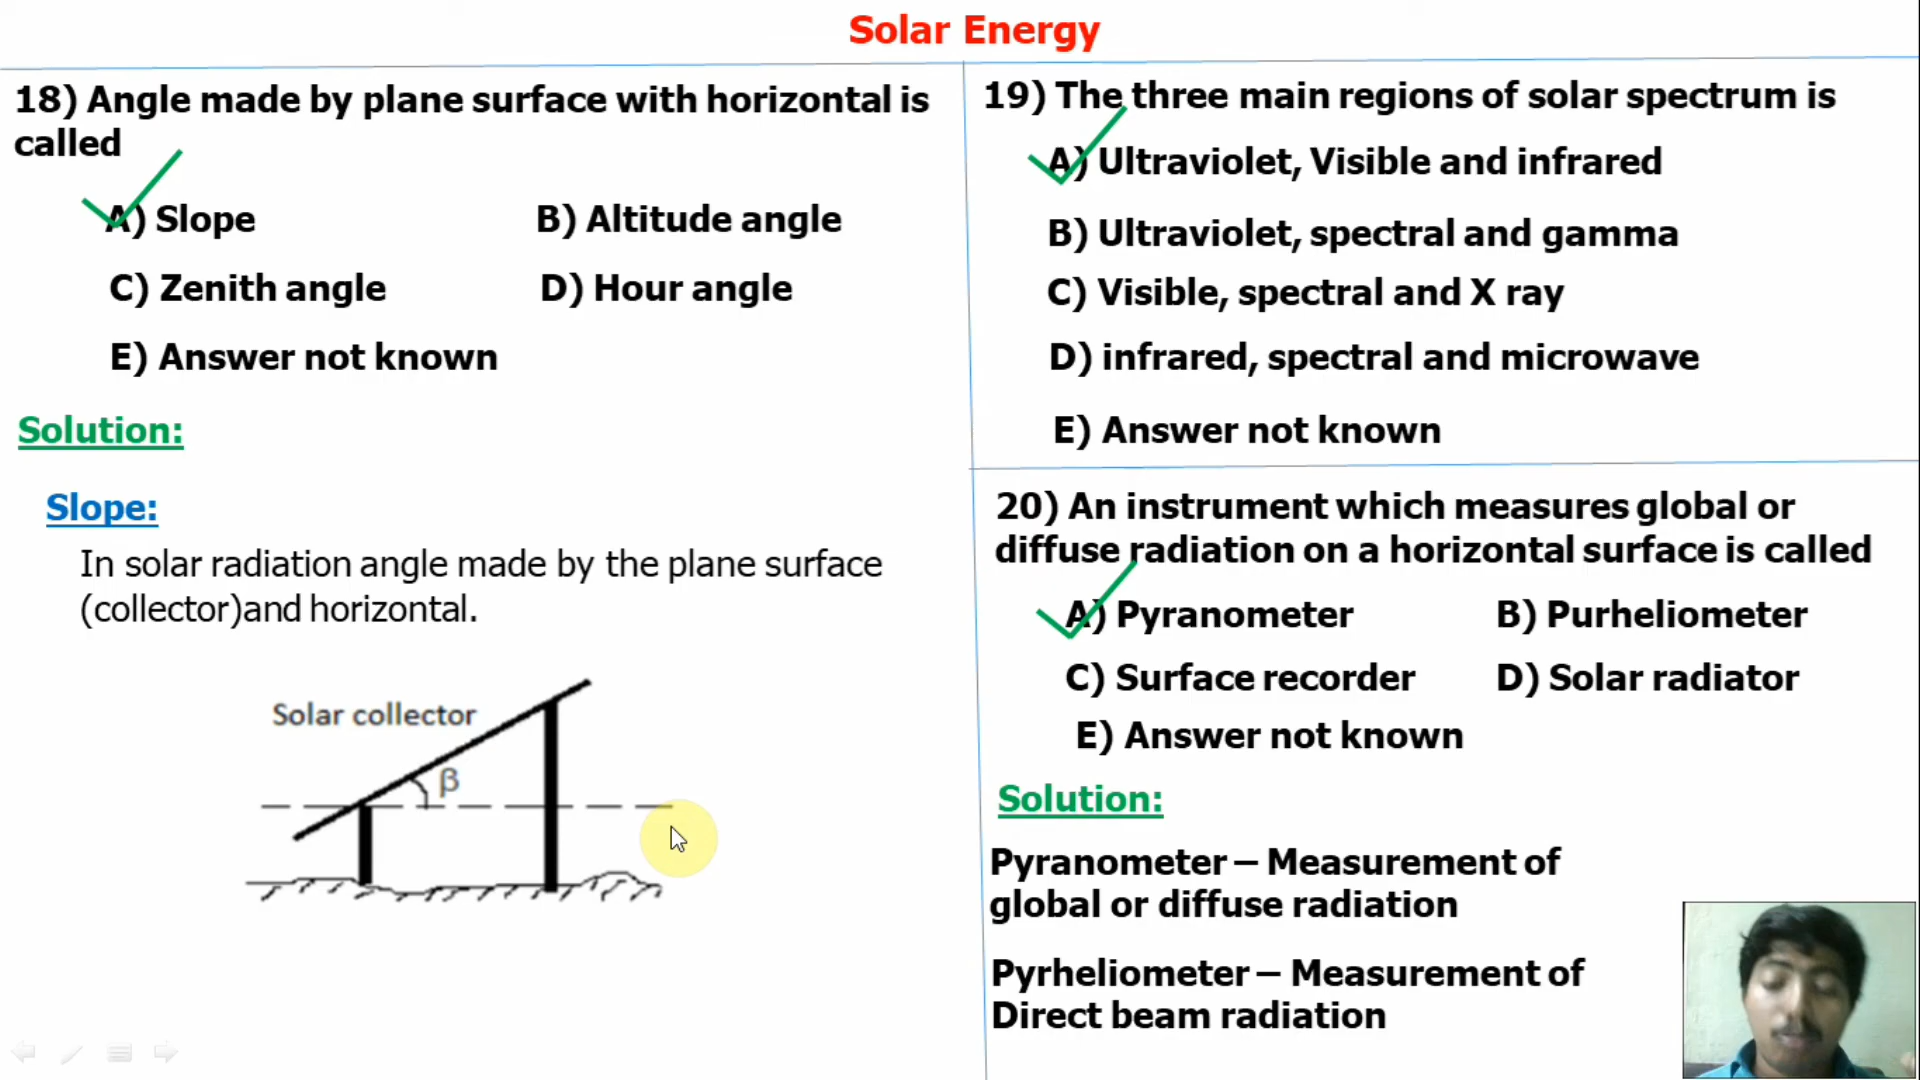 Solar Energy
18) Angle made by plane surface with horizontal is
called
A) Slope
B) Altitude angle
C) Zenith angle
D) Hour angle
E) Answer not known
Solution:
Slope:
In solar radiation angle made by the plane surface
(collector)and horizontal.
Solar collector
β
19) The three main regions of solar spectrum is
A) Ultraviolet, Visible and infrared
B) Ultraviolet, spectral and gamma
C) Visible, spectral and X ray
D) infrared, spectral and microwave
E) Answer not known
20) An instrument which measures global or
diffuse radiation on a horizontal surface is called
A) Pyranometer
B) Purheliometer
C) Surface recorder
D) Solar radiator
E) Answer not known
Solution:
Pyranometer – Measurement of
global or diffuse radiation
Pyrheliometer – Measurement of
Direct beam radiation